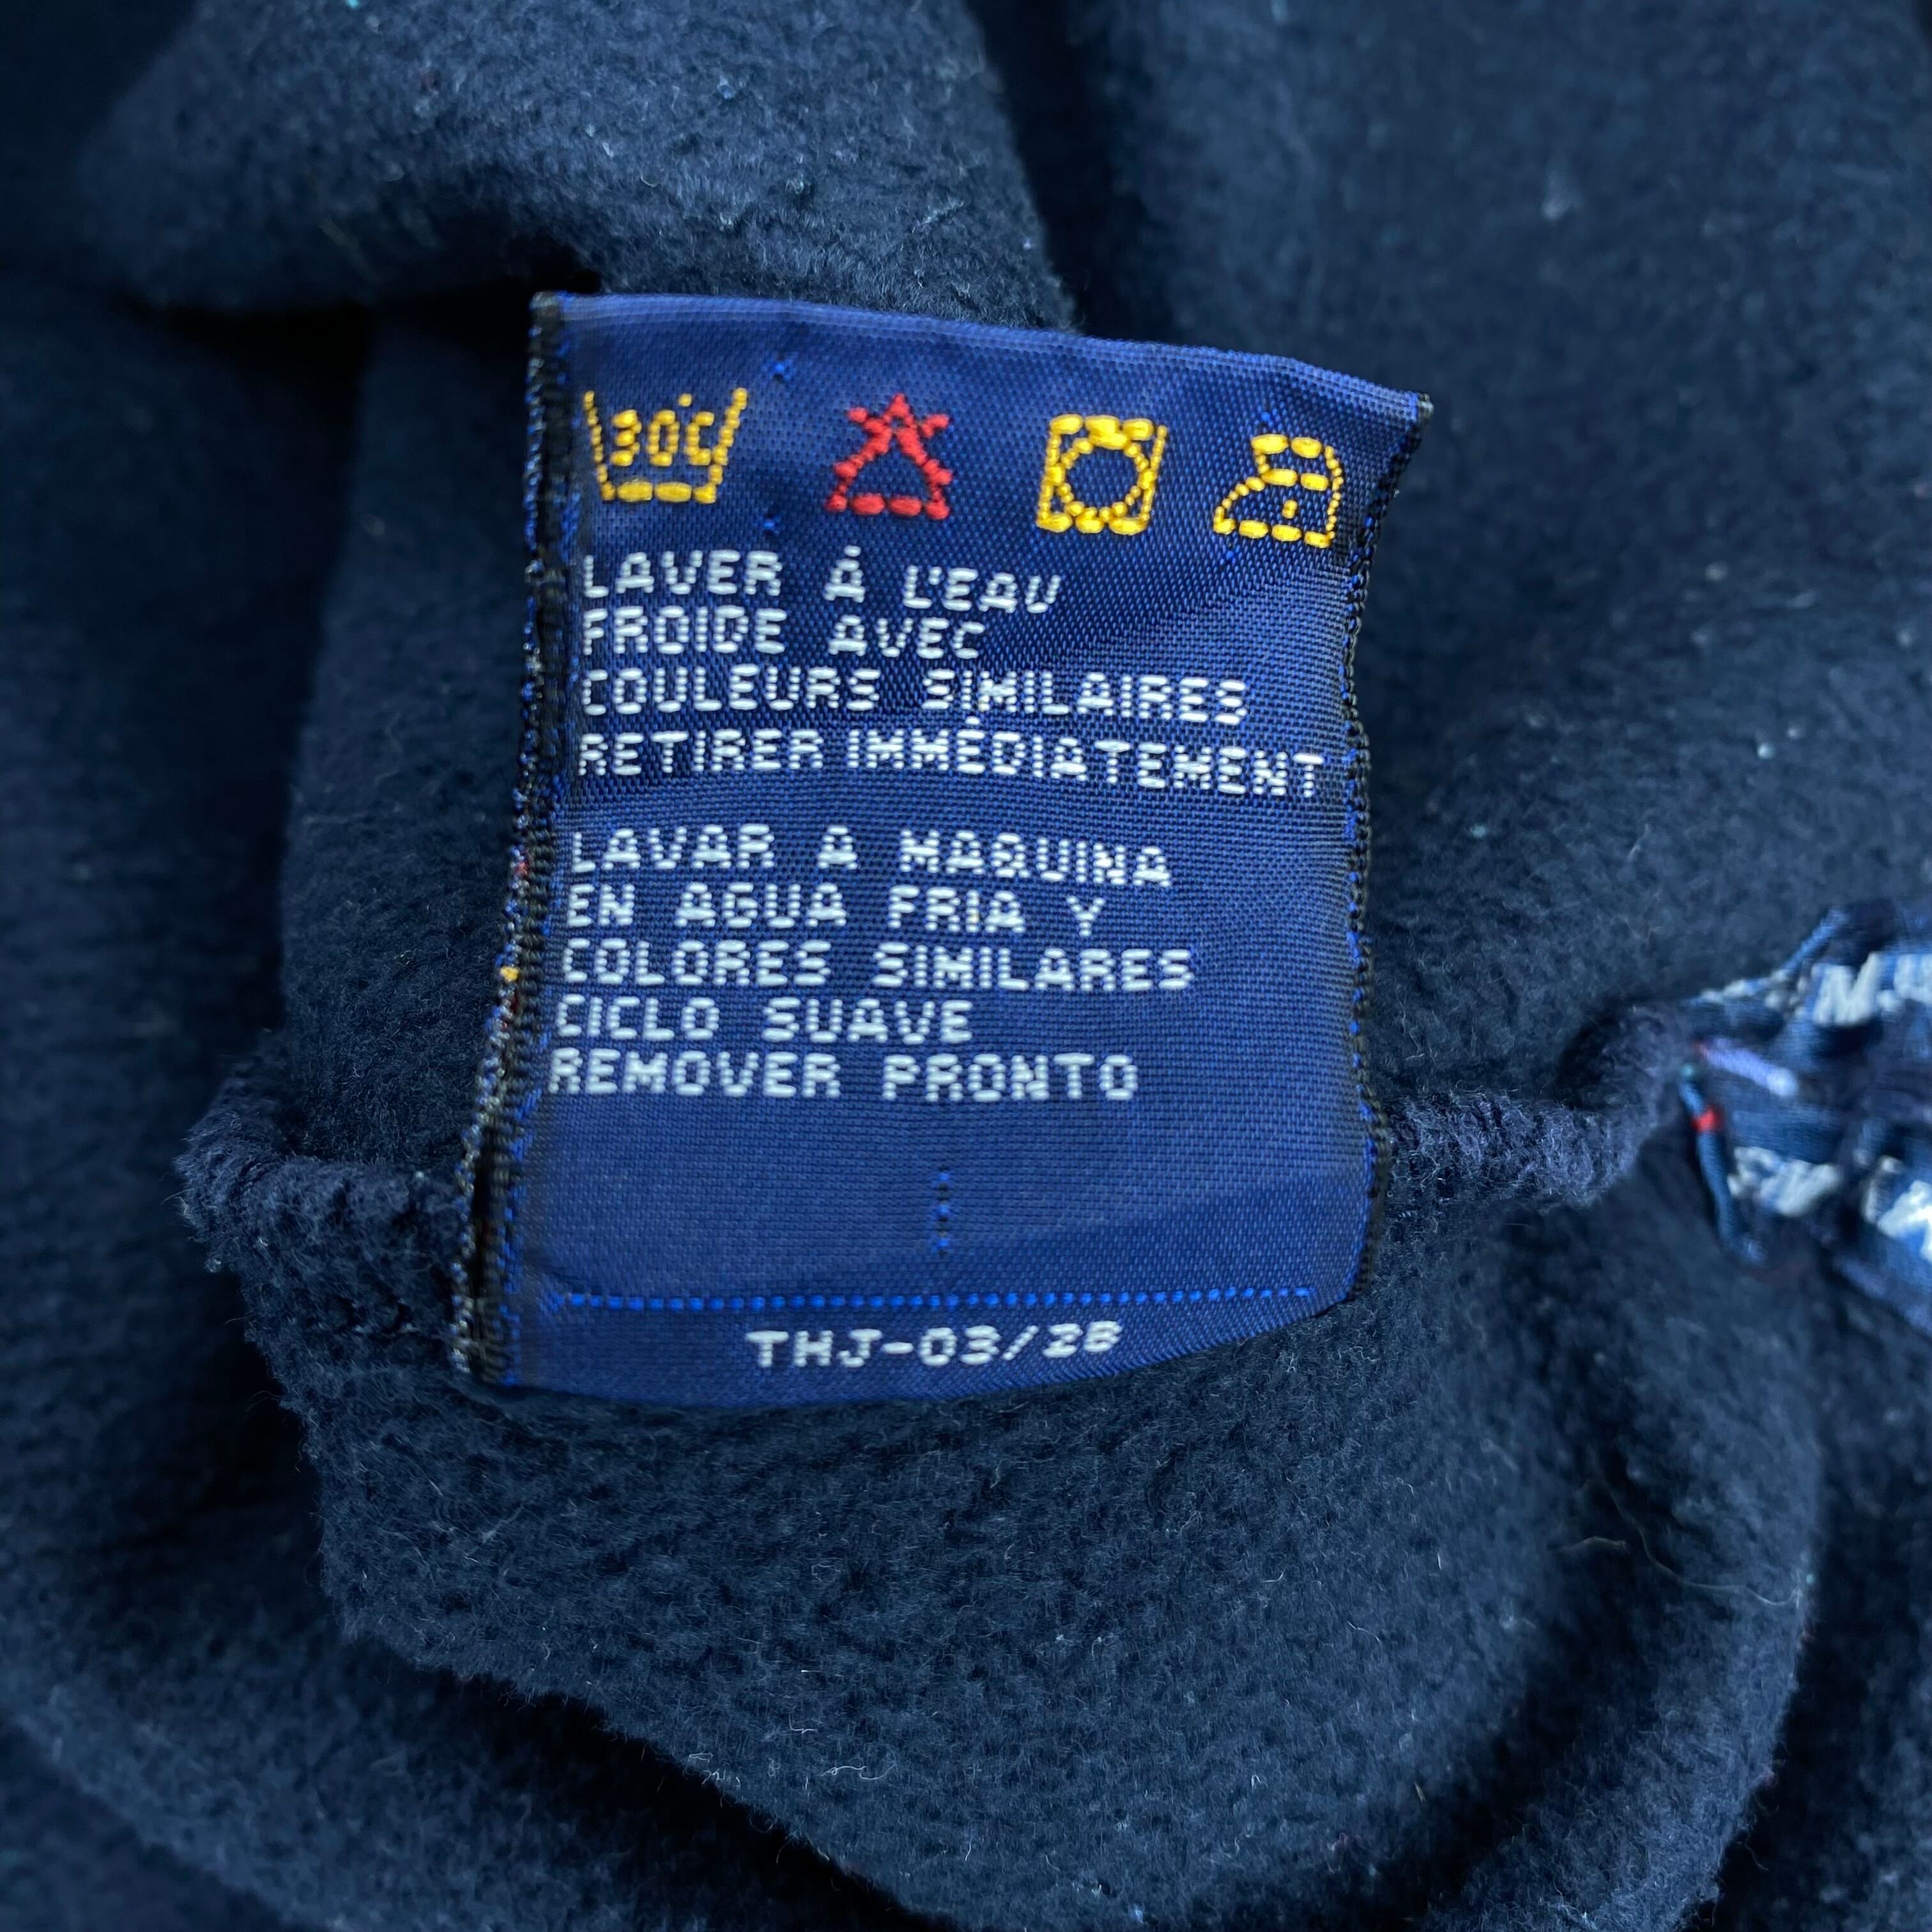 30°C
LAVER À L'EAU
FROIDE AVEC
COULEURS SIMILAIRES
RETIRER IMMÉDIATEMENT
LAVAR A MAQUINA
EN AGUA FRIA Y
COLORES SIMILARES
CICLO SUAVE
REMOVER PRONTO
THJ-03/2B